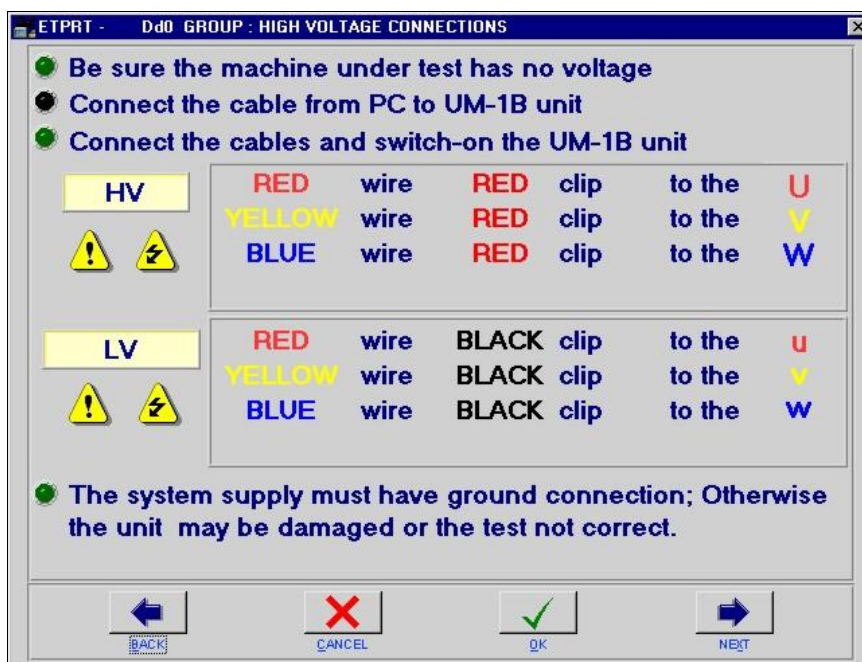 ETPRT - Dd0 GROUP : HIGH VOLTAGE CONNECTIONS
Be sure the machine under test has no voltage
Connect the cable from PC to UM-1B unit
Connect the cables and switch-on the UM-1B unit
HV
RED wire RED clip to the U
YELLOW wire RED clip to the V
BLUE wire RED clip to the W
LV
RED wire BLACK clip to the u
YELLOW wire BLACK clip to the v
BLUE wire BLACK clip to the w
The system supply must have ground connection; Otherwise
the unit may be damaged or the test not correct.
BACK CANCEL OK NEXT